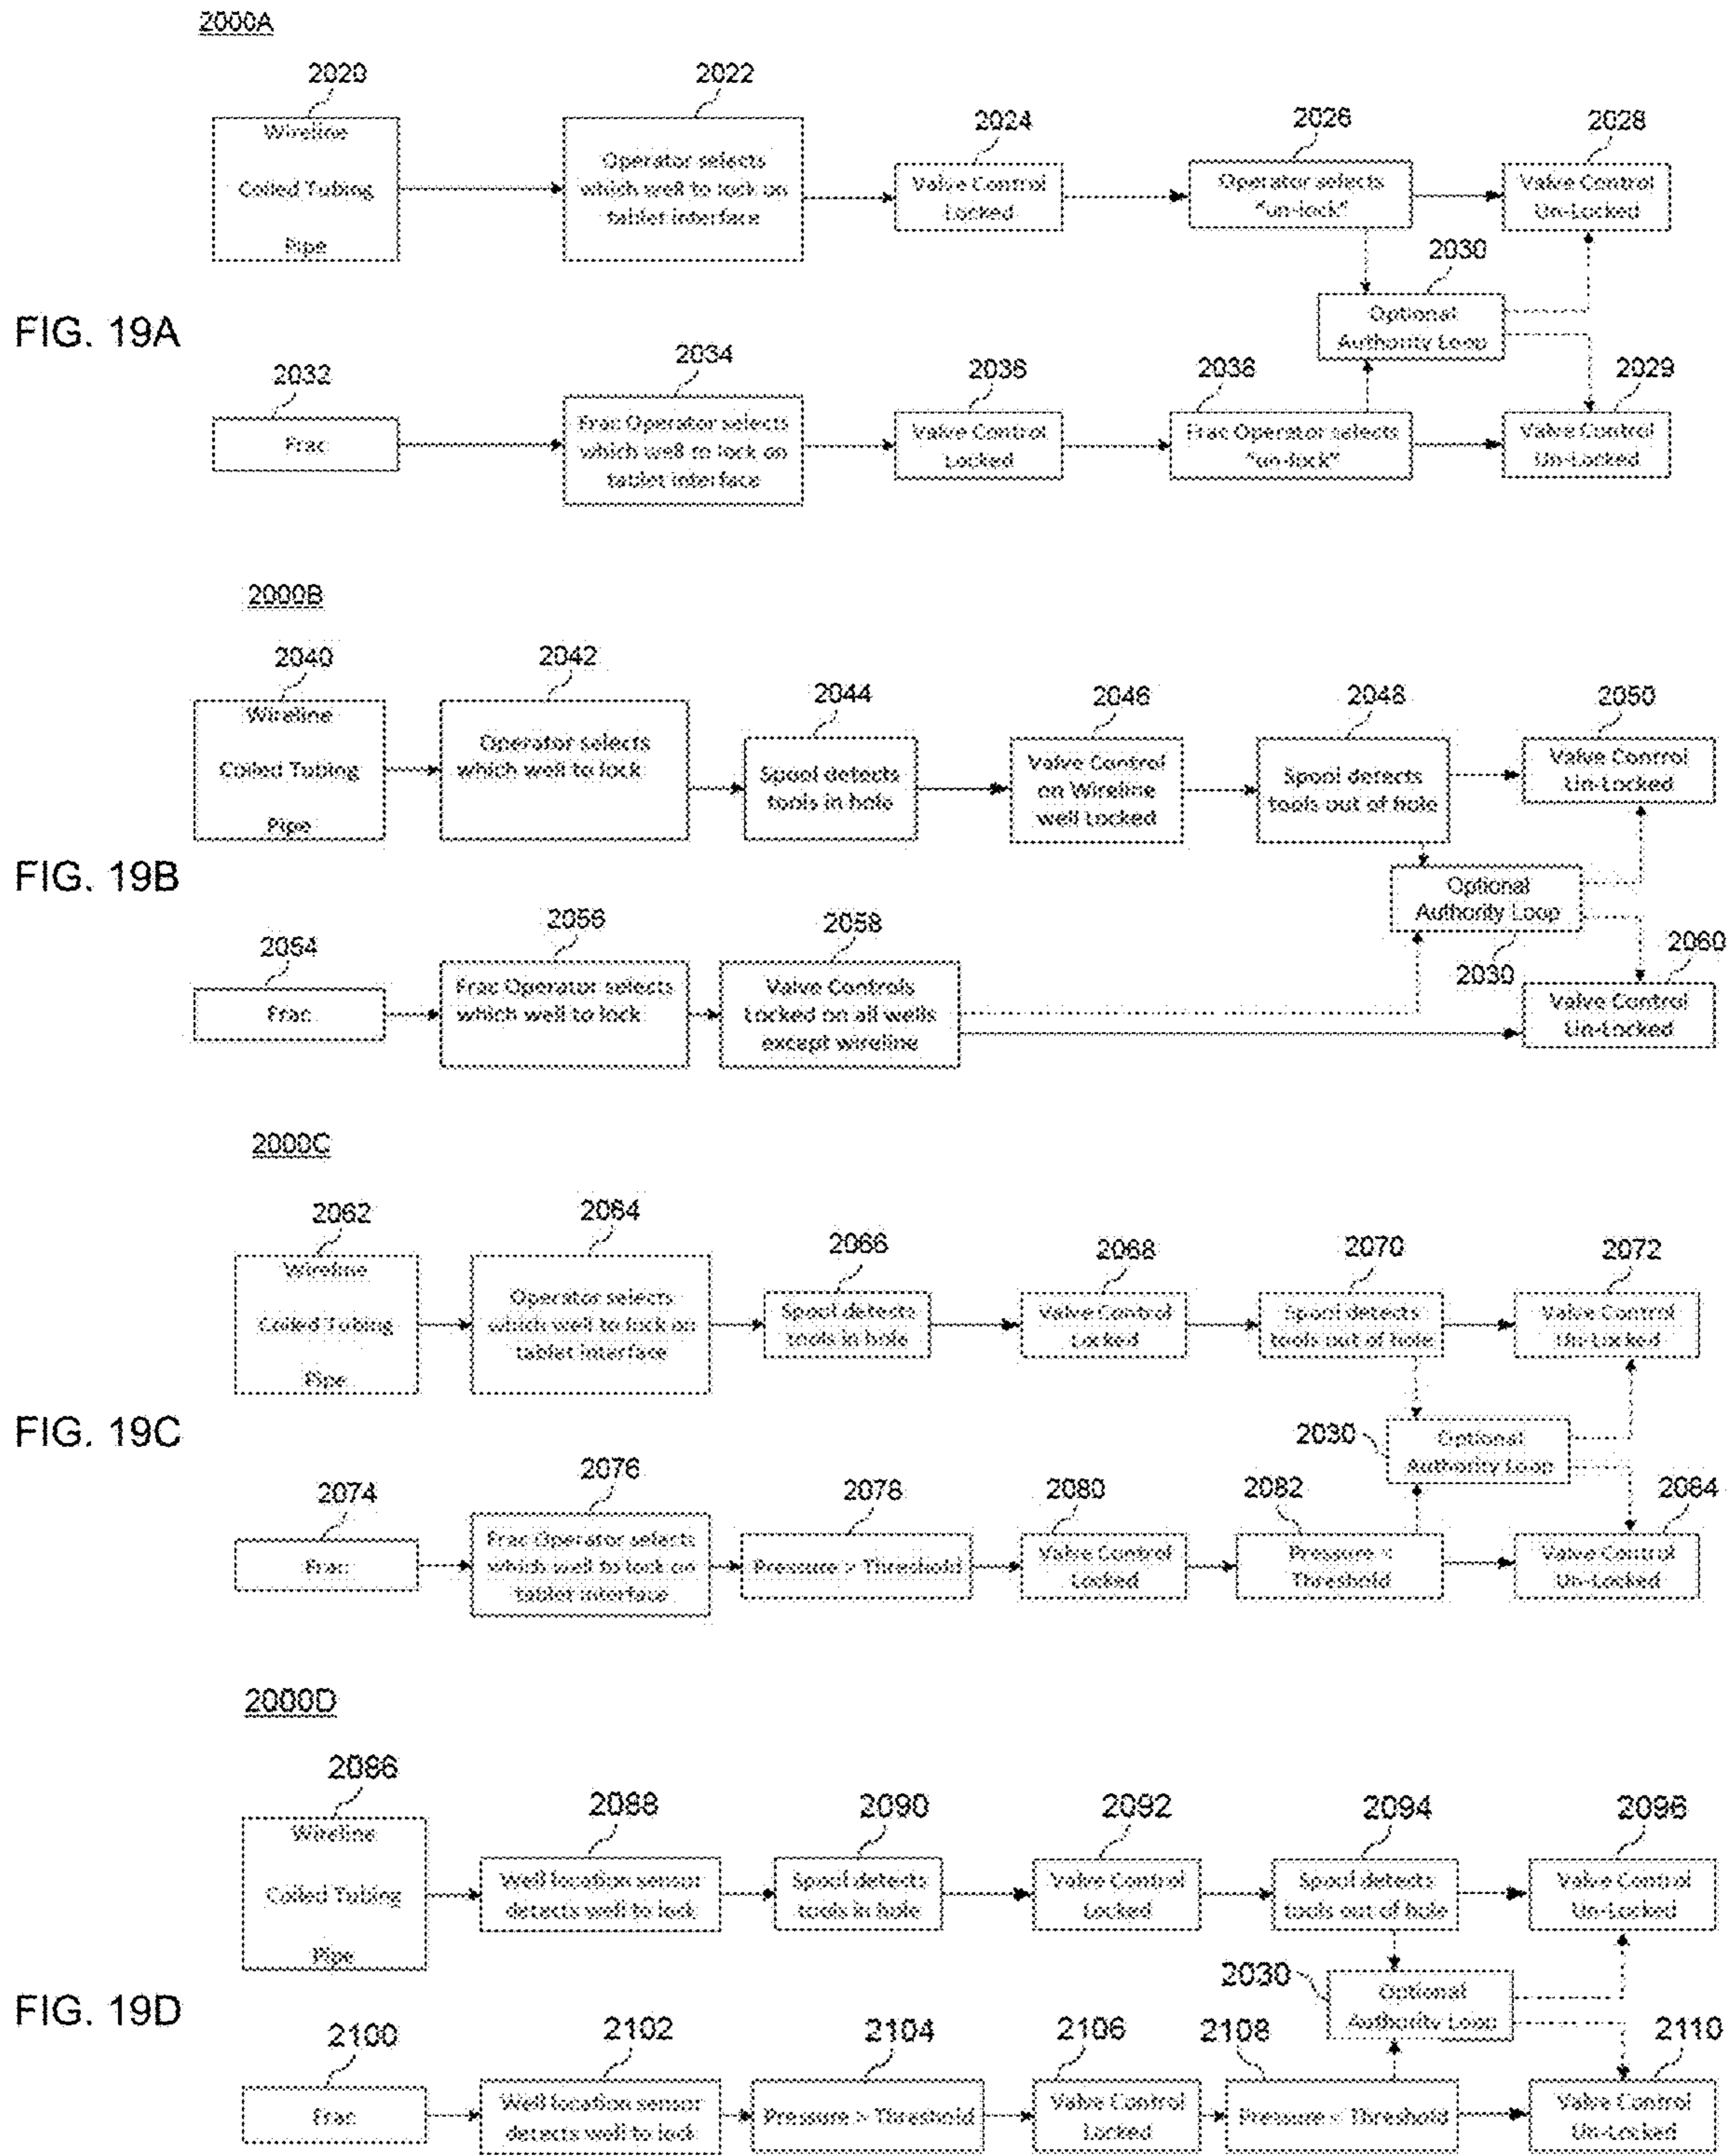 2000A
2020
2022
2024
2026
2028
Wireline
Coiled Tubing
Pipe
Operator selects
which well to lock on
tablet interface
Valve Control
Locked
Operator selects
"un-lock"
Valve Control
Un-Locked
2030
Optional
Authority Loop
FIG. 19A
2032
2034
2036
2038
2029
Frac
Frac Operator selects
which well to lock on
tablet interface
Valve Control
Locked
Frac Operator selects
"un-lock"
Valve Control
Un-Locked
2000B
2040
2042
2044
2046
2048
2050
Wireline
Coiled Tubing
Pipe
Operator selects
which well to lock
Spool detects
tools in hole
Valve Control
on Wireline
well Locked
Spool detects
tools out of hole
Valve Control
Un-Locked
FIG. 19B
Optional
Authority Loop
2030
2054
2056
2058
2060
Frac
Frac Operator selects
which well to lock
Valve Controls
Locked on all wells
except wireline
Valve Control
Un-Locked
2000C
2062
2064
2066
2068
2070
2072
Wireline
Coiled Tubing
Pipe
Operator selects
which well to lock on
tablet interface
Spool detects
tools in hole
Valve Control
Locked
Spool detects
tools out of hole
Valve Control
Un-Locked
FIG. 19C
2030
Optional
Authority Loop
2074
2076
2078
2080
2082
2084
Frac
Frac Operator selects
which well to lock on
tablet interface
Pressure > Threshold
Valve Control
Locked
Pressure <
Threshold
Valve Control
Un-Locked
2000D
2086
2088
2090
2092
2094
2096
Wireline
Coiled Tubing
Pipe
Well location sensor
detects well to lock
Spool detects
tools in hole
Valve Control
Locked
Spool detects
tools out of hole
Valve Control
Un-Locked
FIG. 19D
2030
Optional
Authority Loop
2100
2102
2104
2106
2108
2110
Frac
Well location sensor
detects well to lock
Pressure > Threshold
Valve Control
Locked
Pressure < Threshold
Valve Control
Un-Locked